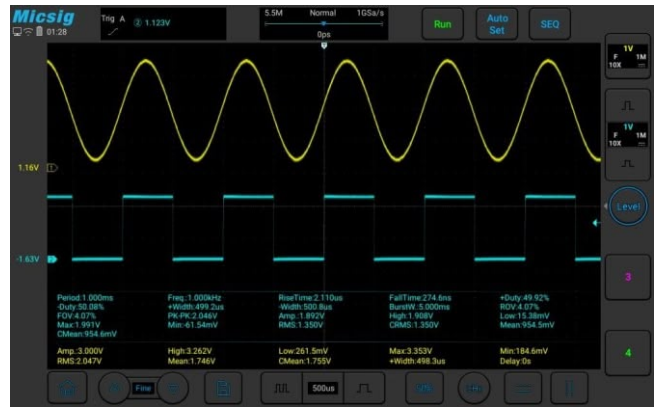 Micsig
01:28
Trig A ② 1.123V
5.5M Normal 1GSa/s
0ps
Run
Auto Set
SEQ
1V
F 1M
10X
1V
F 1M
10X
Level
3
4
1.16V
1
-1.63V
2
Period:1.000ms Freq.:1.000kHz RiseTime:2.110us FallTime:274.6ns +Duty:49.92%
-Duty:50.08% +Width:499.2us -Width:500.8us BurstW.:5.000ms ROV:4.07%
FOV:4.07% PK-PK:2.046V Amp.:1.892V High:1.908V Low:15.38mV
Max:1.991V Min:-61.54mV RMS:1.350V CRMS:1.350V Mean:954.5mV
CMean:954.6mV
Amp.:3.000V High:3.262V Low:261.5mV Max:3.353V Min:184.6mV
RMS:2.047V Mean:1.746V CMean:1.755V +Width:498.3us Delay:0s
Fine
500us